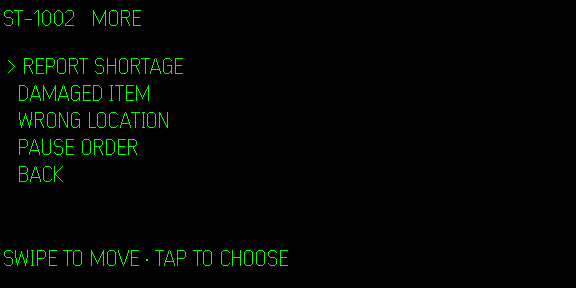 ST-1002 MORE
> REPORT SHORTAGE
DAMAGED ITEM
WRONG LOCATION
PAUSE ORDER
BACK
SWIPE TO MOVE · TAP TO CHOOSE